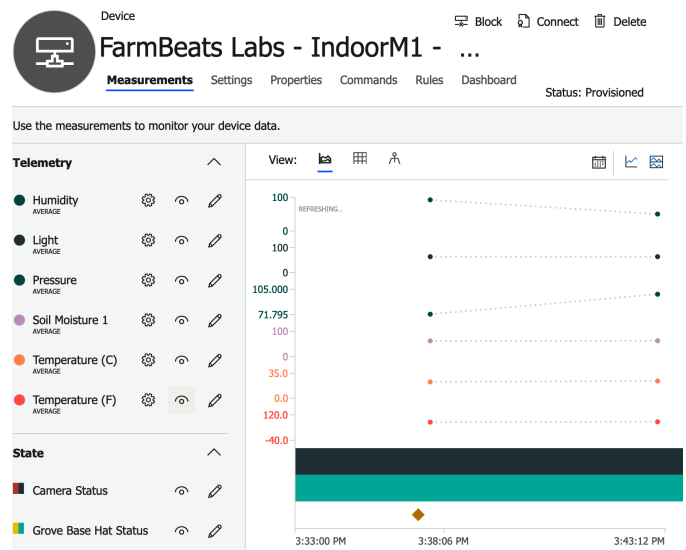 Device
Block
Connect
Delete
FarmBeats Labs - IndoorM1 - ...
Measurements
Settings
Properties
Commands
Rules
Dashboard
Status: Provisioned
Use the measurements to monitor your device data.
Telemetry
Humidity
AVERAGE
Light
AVERAGE
Pressure
AVERAGE
Soil Moisture 1
AVERAGE
Temperature (C)
AVERAGE
Temperature (F)
AVERAGE
State
Camera Status
Grove Base Hat Status
View:
100
REFRESHING...
0
100
0
105.000
71.795
100
0
35.0
0.0
120.0
-40.0
3:33:00 PM
3:38:06 PM
3:43:12 PM